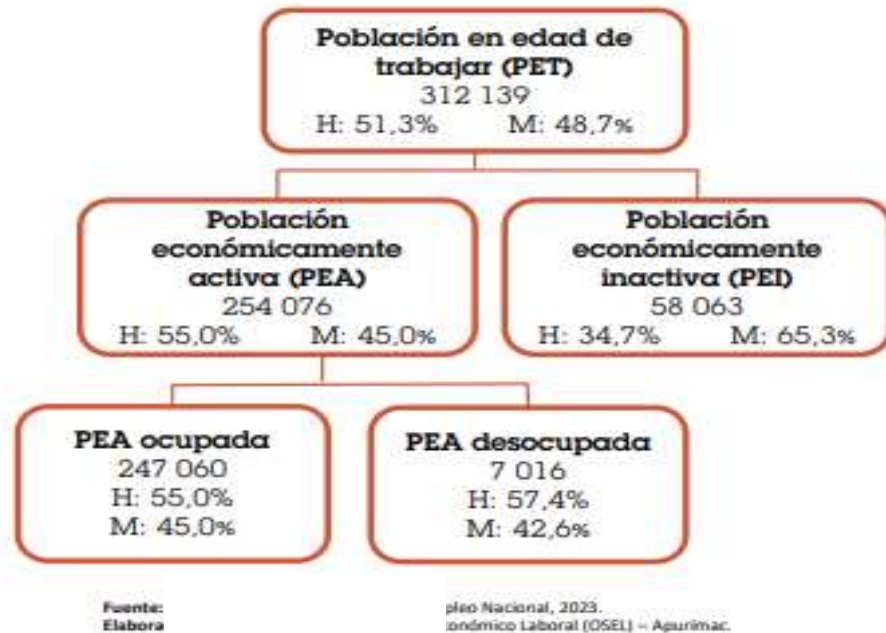 Población en edad de
trabajar (PET)
312 139
H: 51,3% M: 48,7%
Población
económicamente
activa (PEA)
254 076
H: 55,0% M: 45,0%
Población
económicamente
inactiva (PEI)
58 063
H: 34,7% M: 65,3%
PEA ocupada
247 060
H: 55,0%
M: 45,0%
PEA desocupada
7 016
H: 57,4%
M: 42,6%
Fuente: pleo Nacional, 2023.
Elabora conómico Laboral (OSEL) – Apurímac.